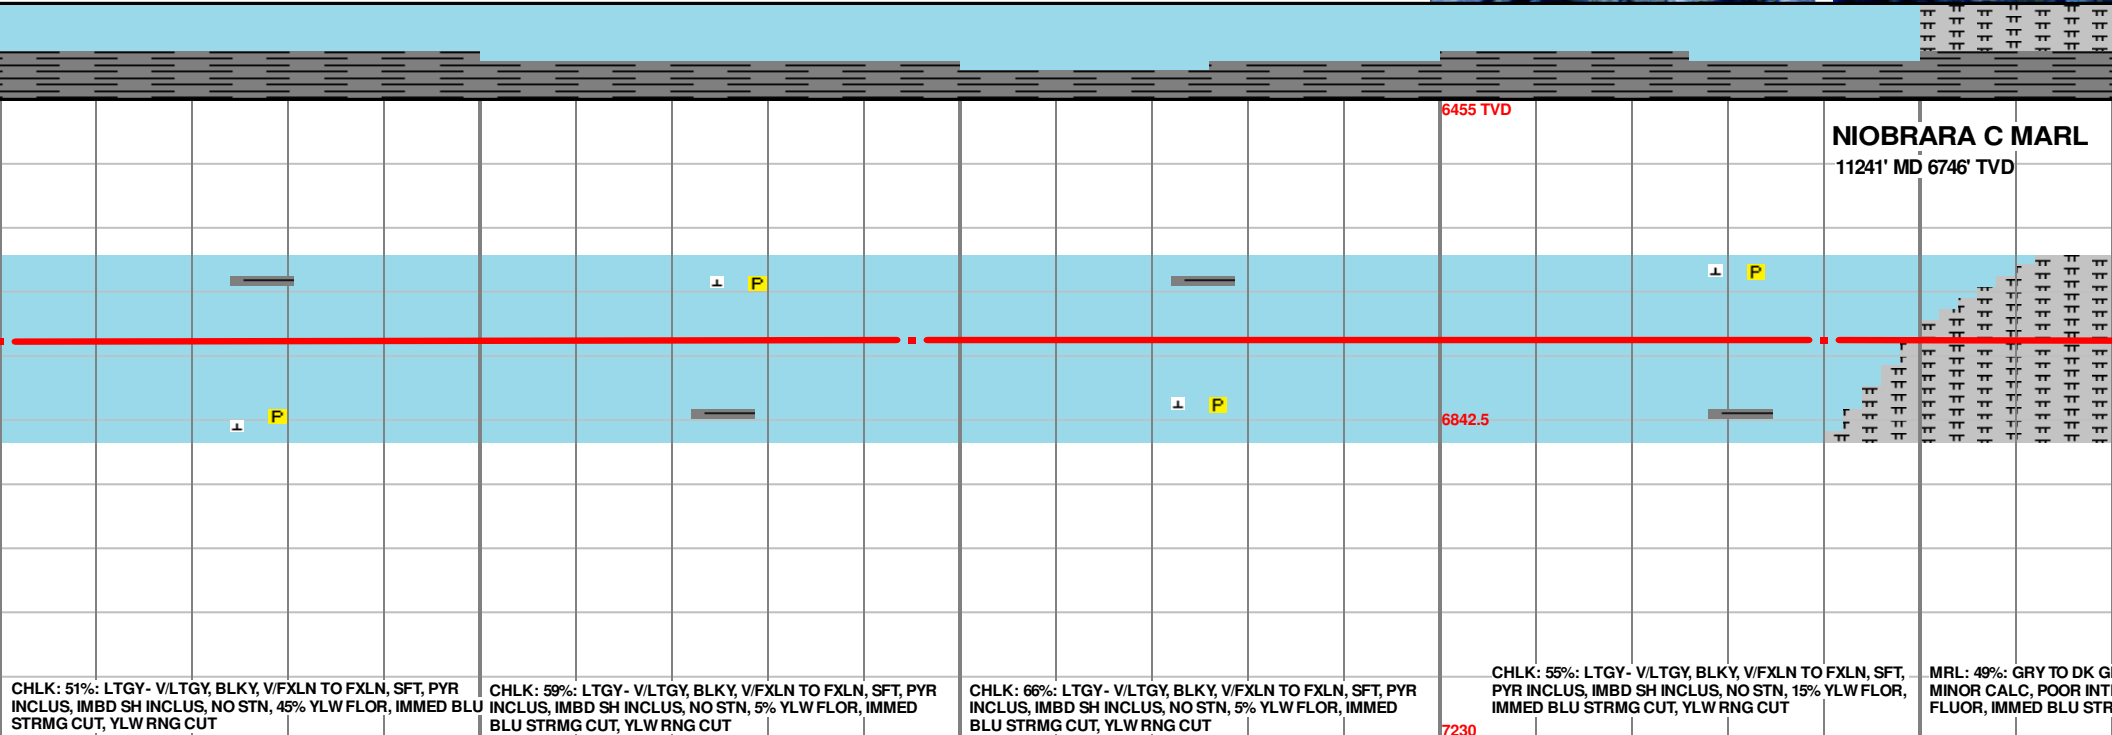 6455 TVD
NIOBRARA C MARL
11241' MD 6746' TVD
P
P
P
P
6842.5
CHLK: 51%: LTGY- V/LTGY, BLKY, V/FXLN TO FXLN, SFT, PYR
INCLUS, IMBD SH INCLUS, NO STN, 45% YLW FLOR, IMMED BLU
STRMG CUT, YLW RNG CUT
CHLK: 59%: LTGY- V/LTGY, BLKY, V/FXLN TO FXLN, SFT, PYR
INCLUS, IMBD SH INCLUS, NO STN, 5% YLW FLOR, IMMED
BLU STRMG CUT, YLW RNG CUT
CHLK: 66%: LTGY- V/LTGY, BLKY, V/FXLN TO FXLN, SFT, PYR
INCLUS, IMBD SH INCLUS, NO STN, 5% YLW FLOR, IMMED
BLU STRMG CUT, YLW RNG CUT
CHLK: 55%: LTGY- V/LTGY, BLKY, V/FXLN TO FXLN, SFT,
PYR INCLUS, IMBD SH INCLUS, NO STN, 15% YLW FLOR,
IMMED BLU STRMG CUT, YLW RNG CUT
MRL: 49%: GRY TO DK
MINOR CALC, POOR
FLUOR, IMMED BLU
7230